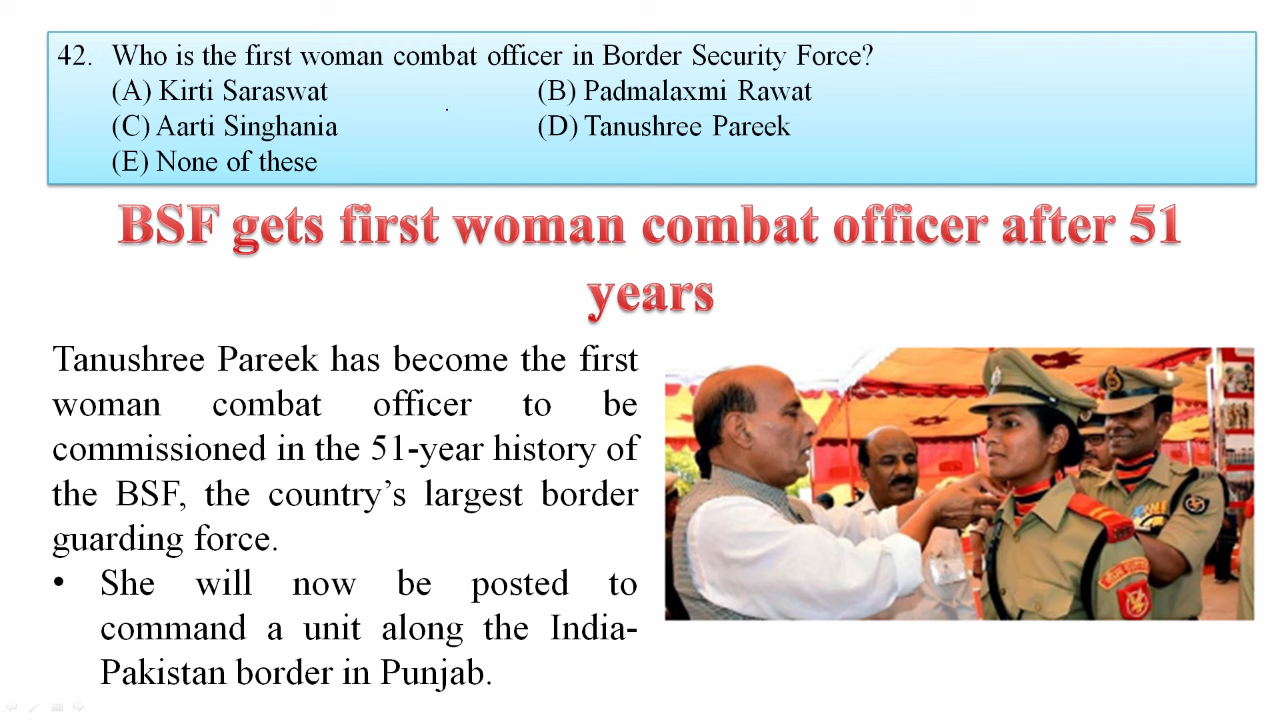 42. Who is the first woman combat officer in Border Security Force?
(A) Kirti Saraswat (B) Padmalaxmi Rawat
(C) Aarti Singhania (D) Tanushree Pareek
(E) None of these
BSF gets first woman combat officer after 51
years
Tanushree Pareek has become the first
woman combat officer to be
commissioned in the 51-year history of
the BSF, the country’s largest border
guarding force.
• She will now be posted to
command a unit along the India-
Pakistan border in Punjab.